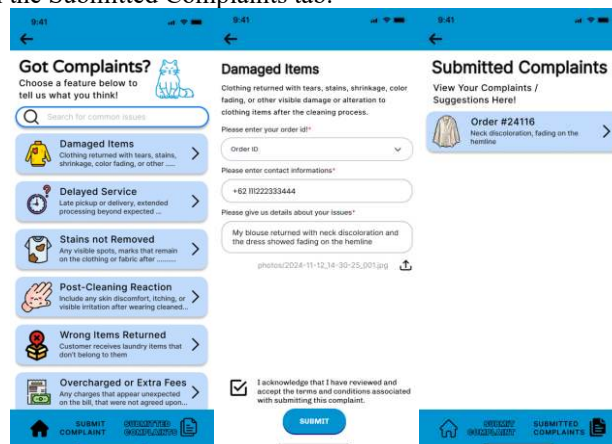 the Submitted Complaints tab.
9:41
Got Complaints?
Choose a feature below to
tell us what you think!
Search for common issues
Damaged Items
Clothing returned with tears, stains,
shrinkage, color fading, or other .....
Delayed Service
Late pickup or delivery, extended
processing beyond expected ...
Stains not Removed
Any visible spots, marks that remain
on the clothing or fabric after .........
Post-Cleaning Reaction
Include any skin discomfort, itching, or
visible irritation after wearing cleaned...
Wrong Items Returned
Customer receives laundry items that
don't belong to them
Overcharged or Extra Fees
Any charges that appear unexpected
on the bill, that were not agreed upon...
SUBMIT
COMPLAINT
SUBMITTED
COMPLAINTS
9:41
Damaged Items
Clothing returned with tears, stains, shrinkage, color
fading, or other visible damage or alteration to
clothing items after the cleaning process.
Please enter your order id!*
Order ID
Please enter contact informations*
+62 111222333444
Please give us details about your issues*
My blouse returned with neck discoloration and
the dress showed fading on the hemline
photos/2024-11-12_14-30-25_001.jpg
I acknowledge that I have reviewed and
accept the terms and conditions associated
with submitting this complaint.
SUBMIT
9:41
Submitted Complaints
View Your Complaints /
Suggestions Here!
Order #24116
Neck discoloration, fading on the
hemline
SUBMIT
COMPLAINT
SUBMITTED
COMPLAINTS